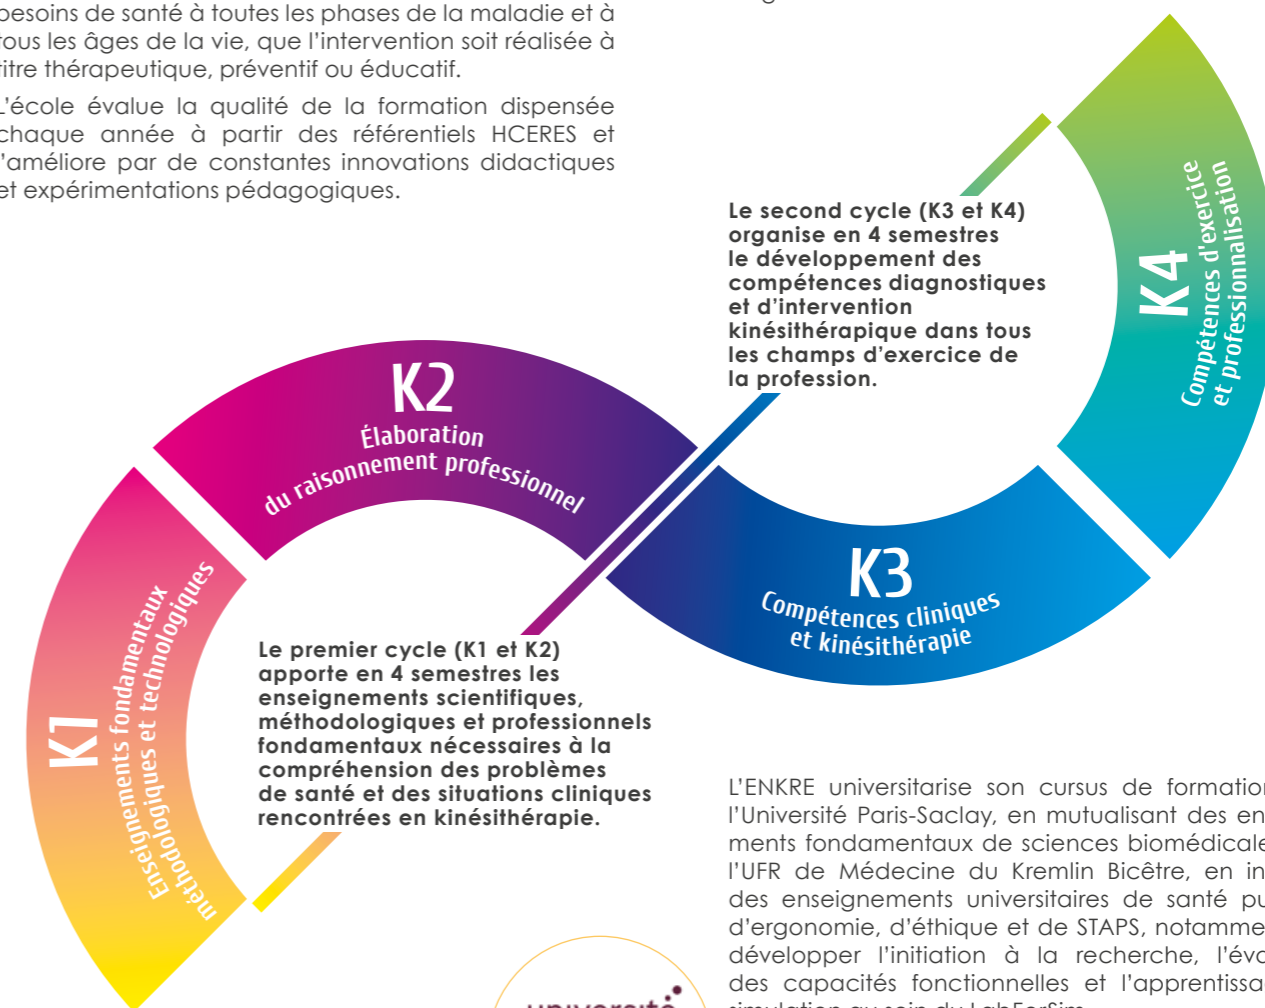 besoins de santé à toutes les phases de la maladie et à
tous les âges de la vie, que l’intervention soit réalisée à
titre thérapeutique, préventif ou éducatif.
L’école évalue la qualité de la formation dispensée
chaque année à partir des référentiels HCERES et
l’améliore par de constantes innovations didactiques
et expérimentations pédagogiques.
Le second cycle (K3 et K4)
organise en 4 semestres
le développement des
compétences diagnostiques
et d’intervention
kinésithérapique dans tous
les champs d’exercice de
la profession.
K4
Compétences d'exercice
et professionnalisation
K2
Élaboration
du raisonnement professionnel
K3
Compétences cliniques
et kinésithérapie
K1
Enseignements fondamentaux
méthodologiques et technologiques
Le premier cycle (K1 et K2)
apporte en 4 semestres les
enseignements scientifiques,
méthodologiques et professionnels
fondamentaux nécessaires à la
compréhension des problèmes
de santé et des situations cliniques
rencontrées en kinésithérapie.
L’ENKRE universitarise son cursus de formation
l’Université Paris-Saclay, en mutualisant des en
ments fondamentaux de sciences biomédicale
l’UFR de Médecine du Kremlin Bicêtre, en in
des enseignements universitaires de santé pu
d’ergonomie, d’éthique et de STAPS, notamme
développer l’initiation à la recherche, l’éva
des capacités fonctionnelles et l’apprentissa
simulation au sein du LabForSim
université